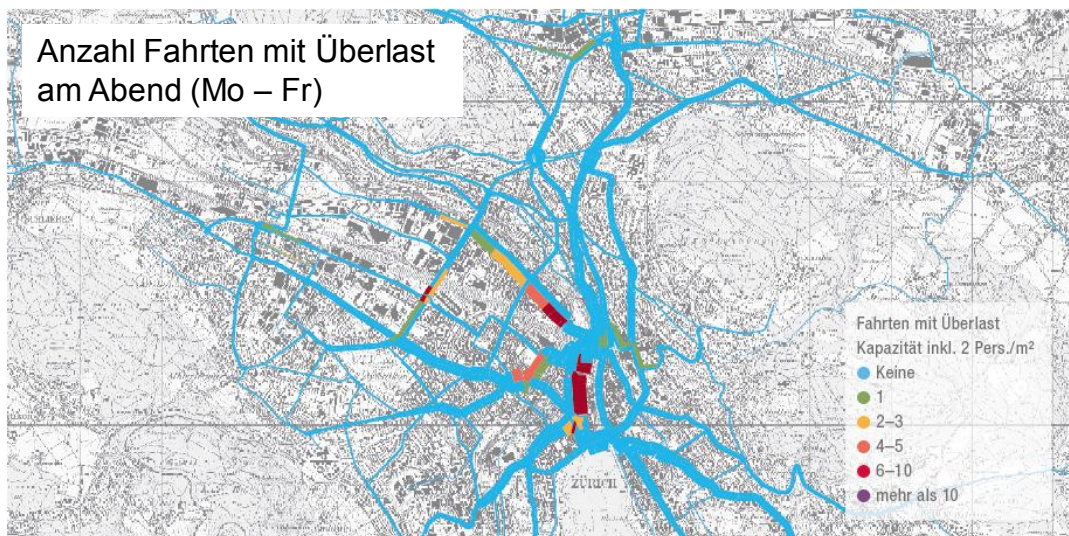 Anzahl Fahrten mit Überlast
am Abend (Mo – Fr)
Fahrten mit Überlast
Kapazität inkl. 2 Pers./m²
Keine
1
2–3
4–5
6–10
mehr als 10
ZÜRICH